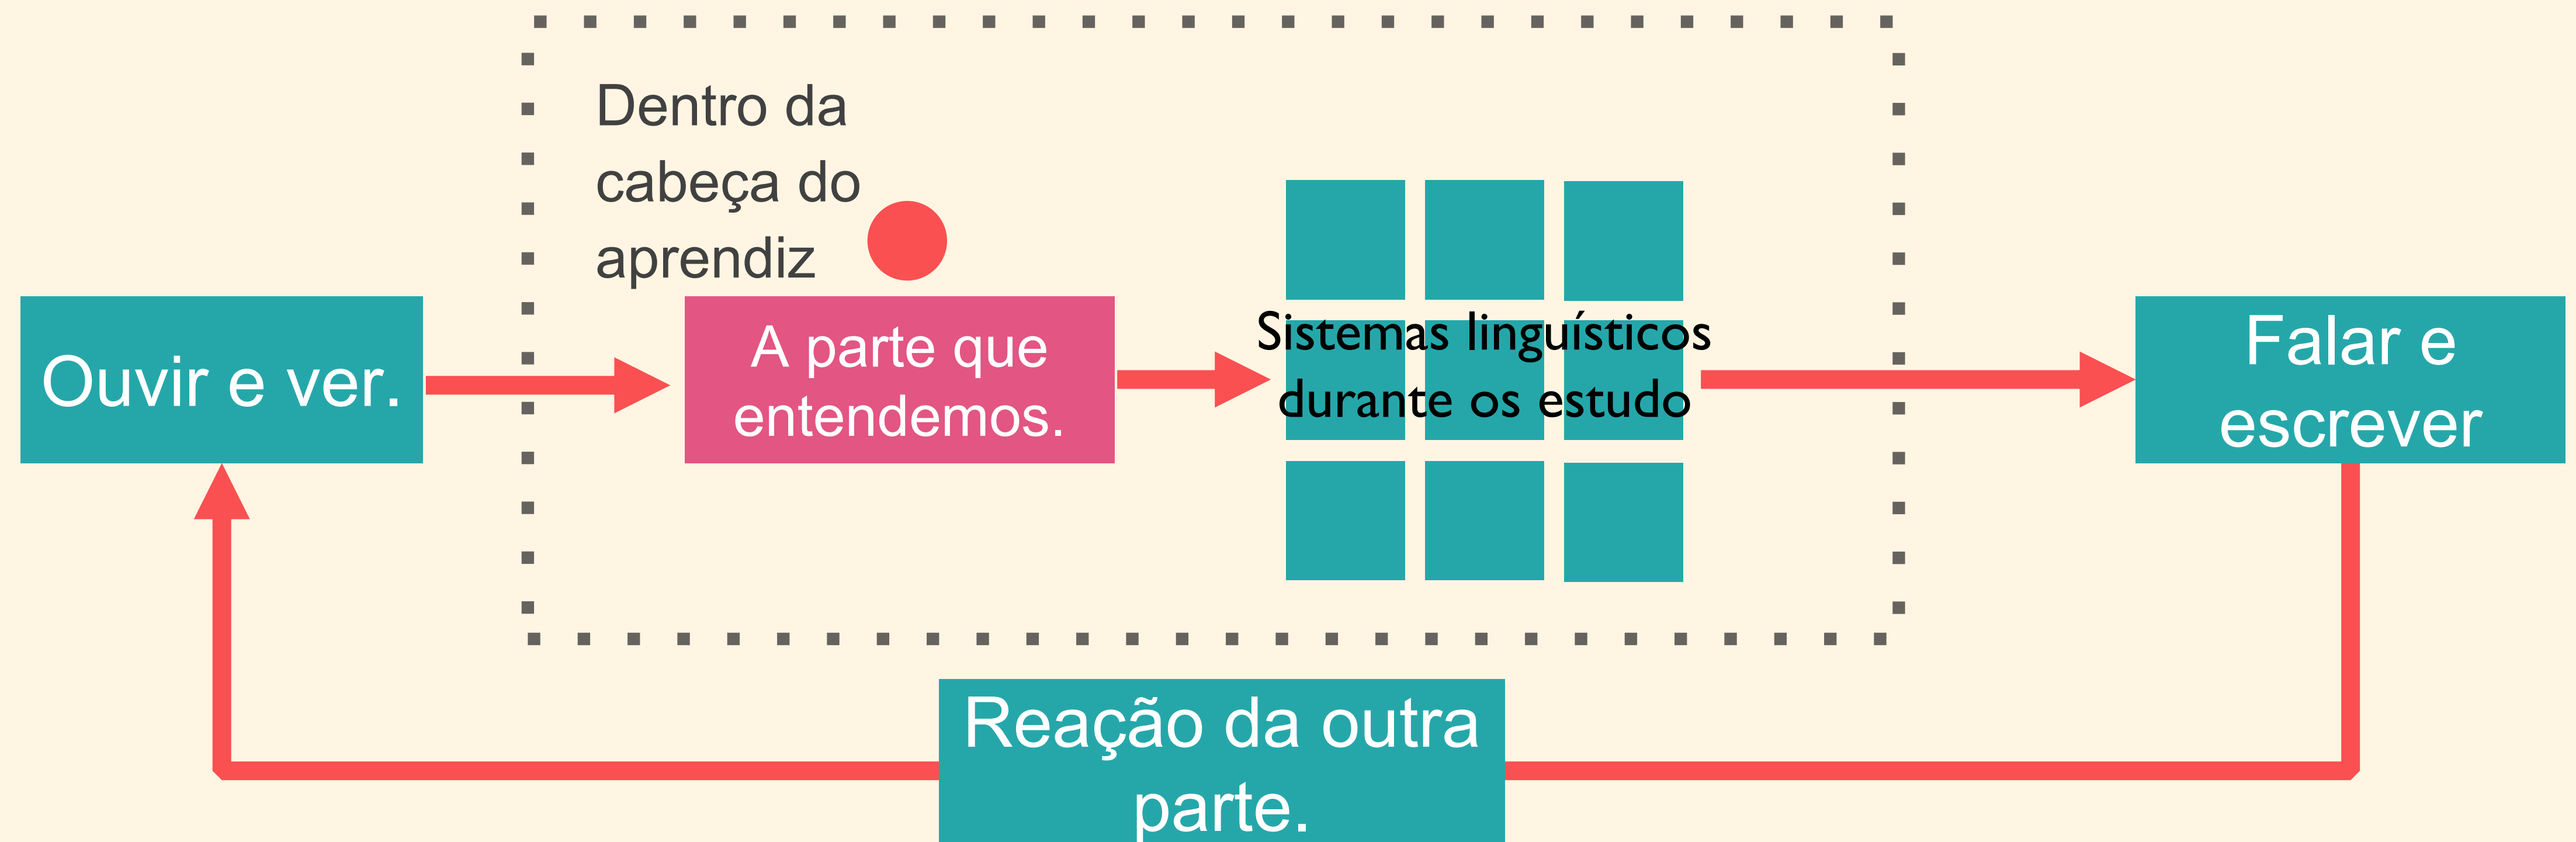 Dentro da
cabeça do
aprendiz
Ouvir e ver.
A parte que
entendemos.
Sistemas linguísticos
durante os estudo
Falar e
escrever
Reação da outra
parte.